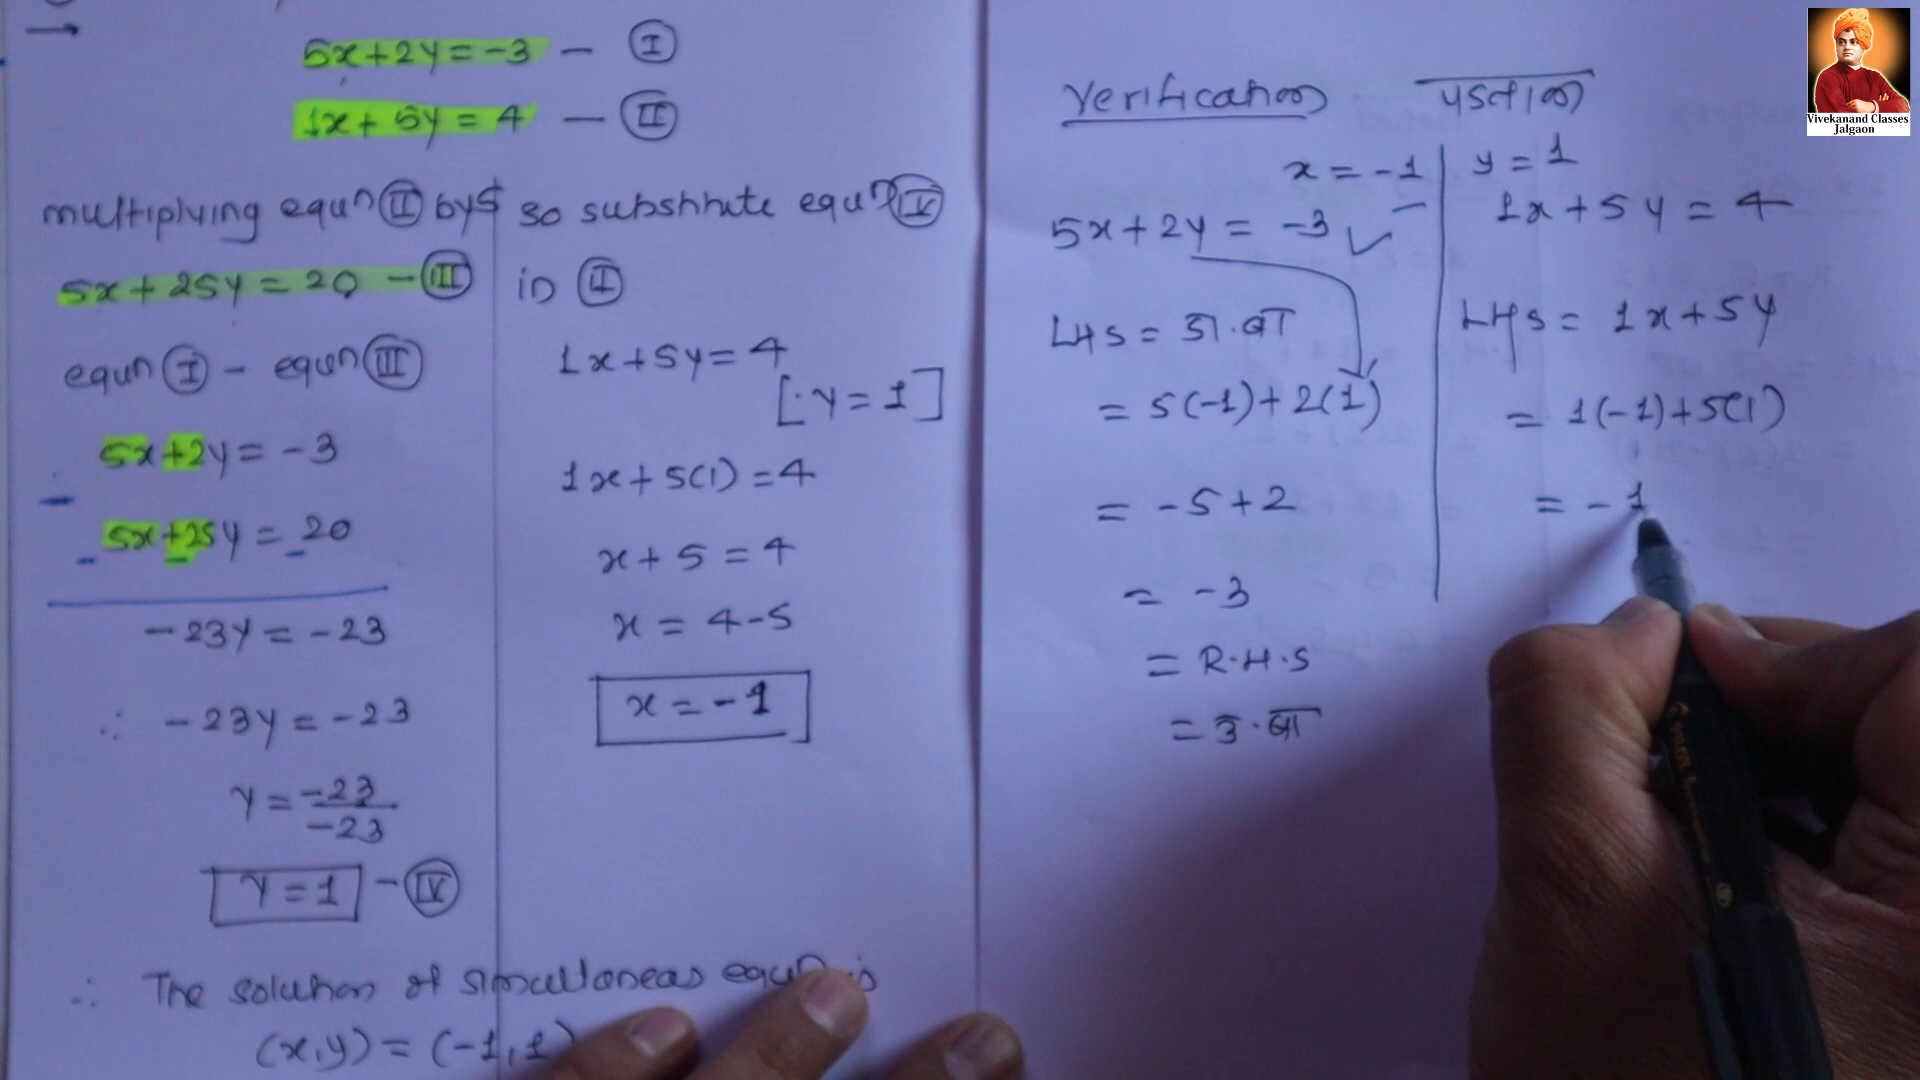 5x+2y=-3 - I
1x+5y=4 - II
multiplying equn II by 5
5x+25y=20 - III
equn I - equn III
5x+2y=-3
-
5x+25y=20
- - -
-23y=-23
∴ -23y=-23
y=-23
-23
y=1 - IV
so substitute equn IV
in II
1x+5y=4
[∵y=1]
1x+5(1)=4
x+5=4
x=4-5
x=-1
∴ The solution of simultaneas equn is
(x,y)=(-1,1)
Verification पडताळा
x=-1
5x+2y=-3 ✓
LHS=डा.बा
=5(-1)+2(1)
=-5+2
=-3
=R.H.S
=उ.बा
y=1
1x+5y=4
LHS=1x+5y
=1(-1)+5(1)
=-1
Vivekanand Classes
Jalgaon